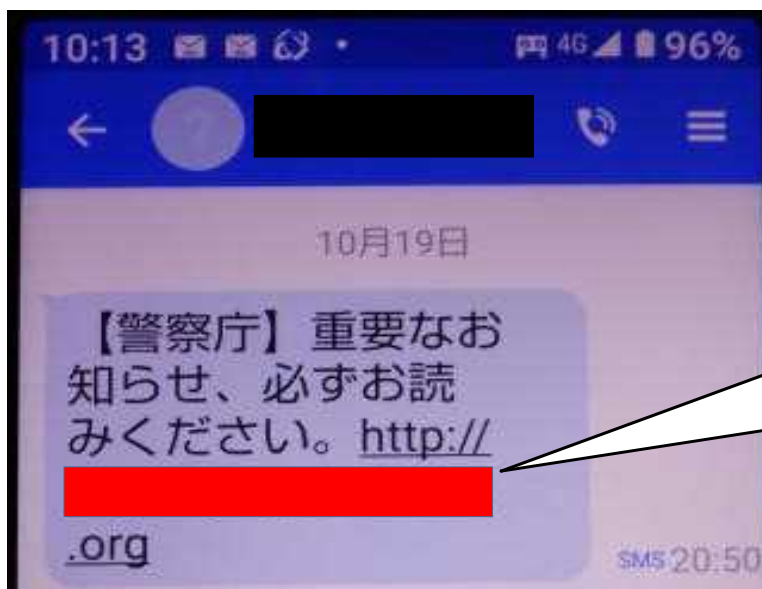 10:13
4G 96%
10月19日
【警察庁】重要なお
知らせ、必ずお読
みください。http://
.org
SMS 20:50